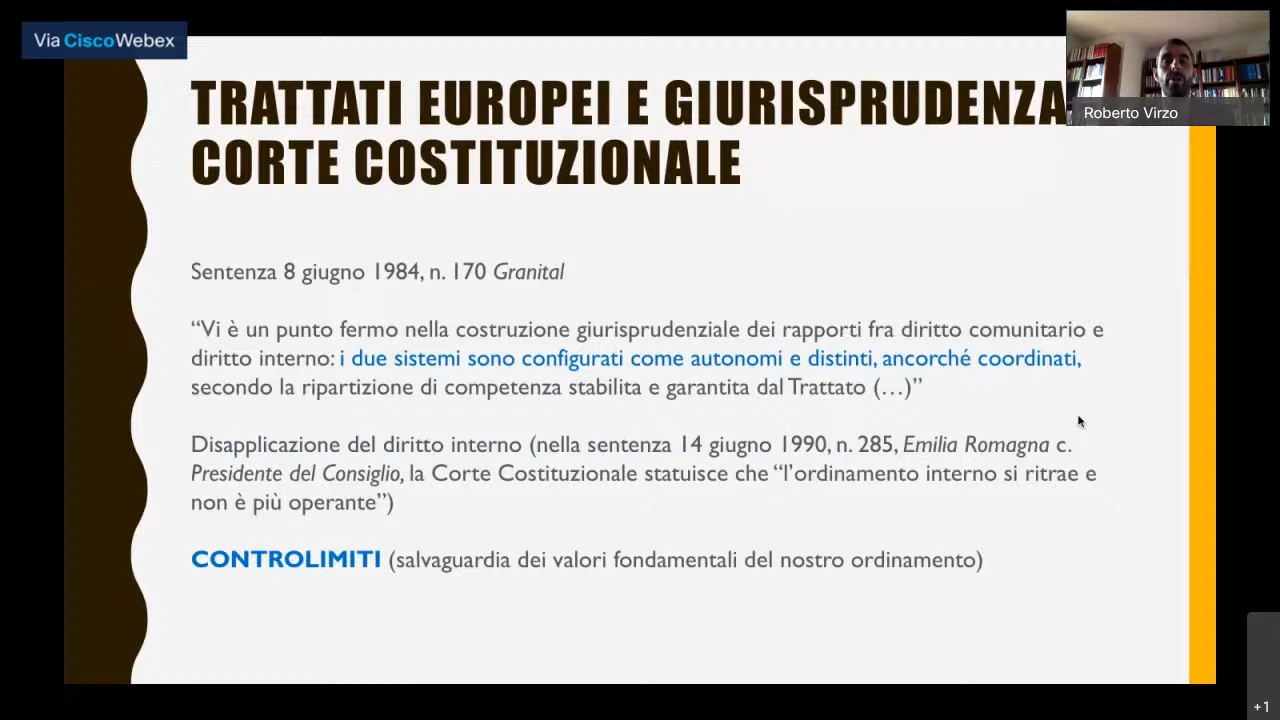 Via Cisco Webex
Roberto Virzo
TRATTATI EUROPEI E GIURISPRUDENZA
CORTE COSTITUZIONALE
Sentenza 8 giugno 1984, n. 170 Granital
“Vi è un punto fermo nella costruzione giurisprudenziale dei rapporti fra diritto comunitario e
diritto interno: i due sistemi sono configurati come autonomi e distinti, ancorché coordinati,
secondo la ripartizione di competenza stabilita e garantita dal Trattato (…)”
Disapplicazione del diritto interno (nella sentenza 14 giugno 1990, n. 285, Emilia Romagna c.
Presidente del Consiglio, la Corte Costituzionale statuisce che “l’ordinamento interno si ritrae e
non è più operante”)
CONTROLIMITI (salvaguardia dei valori fondamentali del nostro ordinamento)
+1